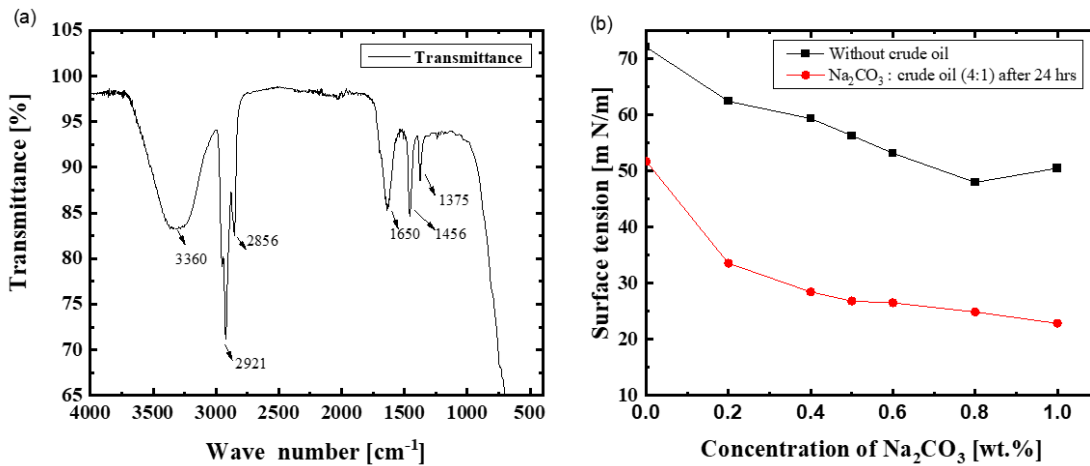 (a)
105
100
95
90
85
80
75
70
65
Transmittance [%]
Transmittance
3360
2921
2856
1650
1456
1375
4000 3500 3000 2500 2000 1500 1000 500
Wave number [cm⁻¹]
(b)
70
60
50
40
30
20
10
Surface tension [m N/m]
Without crude oil
Na₂CO₃ : crude oil (4:1) after 24 hrs
0.0 0.2 0.4 0.6 0.8 1.0
Concentration of Na₂CO₃ [wt.%]